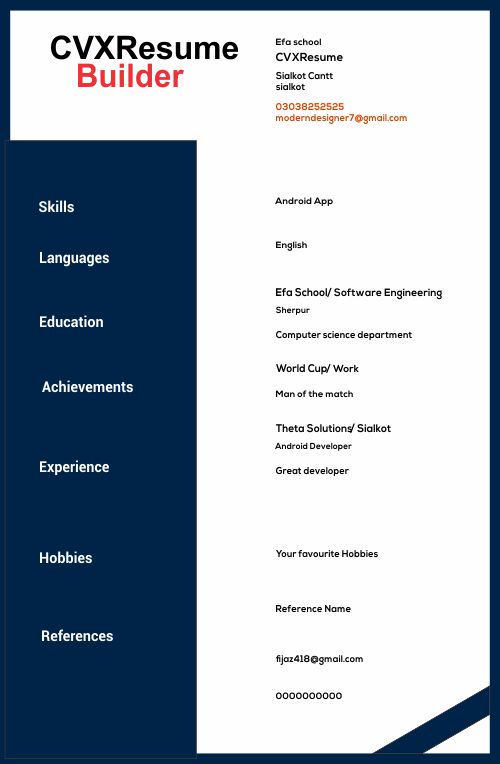 CVXResume
Builder
Efa school
CVXResume
Sialkot Cantt
sialkot
03038252525
moderndesigner7@gmail.com
Skills
Android App
Languages
English
Education
Efa School/ Software Engineering
Sherpur
Computer science department
Achievements
World Cup/ Work
Man of the match
Experience
Theta Solutions/ Sialkot
Android Developer
Great developer
Hobbies
Your favourite Hobbies
References
Reference Name
fijaz418@gmail.com
0000000000